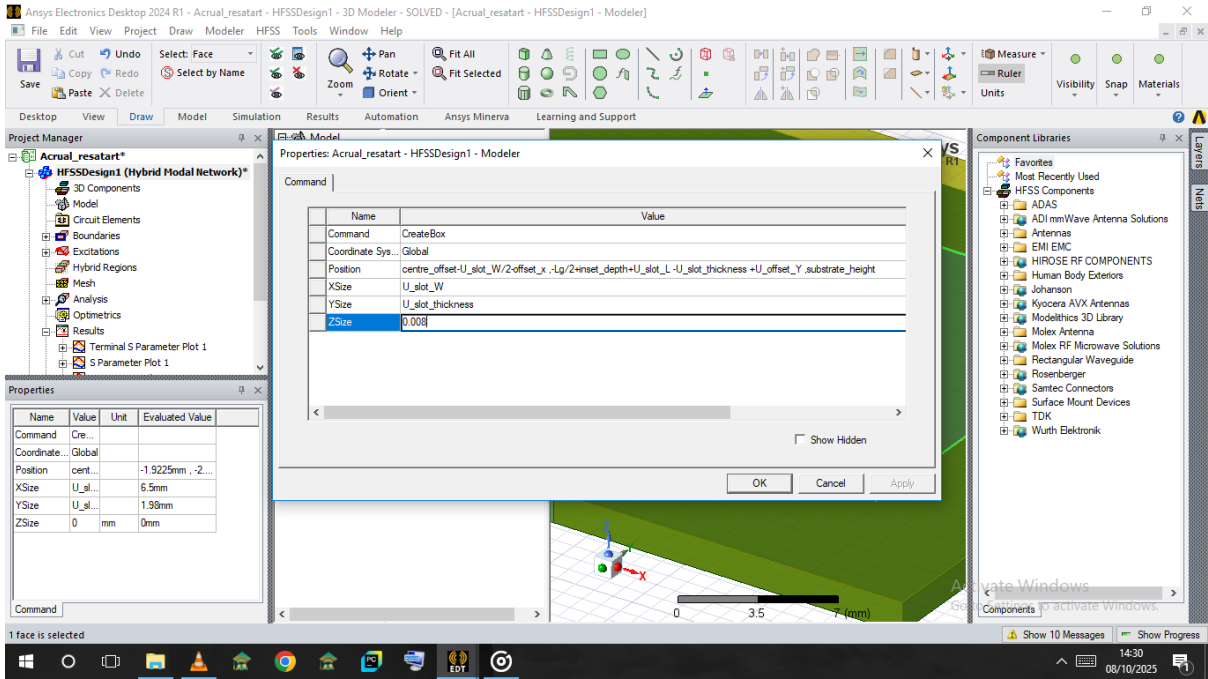 Ansys Electronics Desktop 2024 R1 - Acrual_resatart - HFSSDesign1 - 3D Modeler - SOLVED - [Acrual_resatart - HFSSDesign1 - Modeler]
File Edit View Project Draw Modeler HFSS Tools Window Help
Save
Cut Undo Select: Face
Copy Redo Select by Name
Paste Delete
Zoom
Pan Fit All
Rotate Fit Selected
Orient
Measure
Ruler
Units
Visibility Snap Materials
Desktop View Draw Model Simulation Results Automation Ansys Minerva Learning and Support
Project Manager
Acrual_resatart*
HFSSDesign1 (Hybrid Modal Network)*
3D Components
Model
Circuit Elements
Boundaries
Excitations
Hybrid Regions
Mesh
Analysis
Optimetrics
Results
Terminal S Parameter Plot 1
S Parameter Plot 1
Properties
Name Value Unit Evaluated Value
Command Cre...
Coordinate... Global
Position cent... -1.9225mm , -2....
XSize U_sl... 6.5mm
YSize U_sl... 1.98mm
ZSize 0 mm 0mm
Command
Model
Properties: Acrual_resatart - HFSSDesign1 - Modeler
Command
Name Value
Command CreateBox
Coordinate Sys... Global
Position centre_offset-U_slot_W/2-offset_x ,-Lg/2+inset_depth+U_slot_L -U_slot_thickness +U_offset_Y ,substrate_height
XSize U_slot_W
YSize U_slot_thickness
ZSize 0.008
Show Hidden
OK Cancel Apply
Z
Y
X
0 3.5 7 (mm)
ys
R1
Component Libraries
Favorites
Most Recently Used
HFSS Components
ADAS
ADI mmWave Antenna Solutions
Antennas
EMI EMC
HIROSE RF COMPONENTS
Human Body Exteriors
Johanson
Kyocera AVX Antennas
Modelithics 3D Library
Molex Antenna
Molex RF Microwave Solutions
Rectangular Waveguide
Rosenberger
Samtec Connectors
Surface Mount Devices
TDK
Wurth Elektronik
Components
Layers
Nets
Activate Windows
Go to Settings to activate Windows.
1 face is selected
Show 10 Messages Show Progress
PC
EDT
14:30
08/10/2025
1